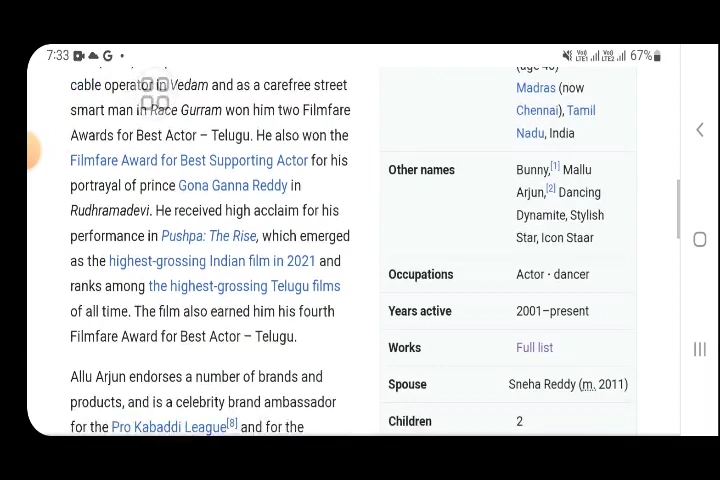 7:33 G
LTE1 LTE2 67%
cable operator in Vedam and as a carefree street
smart man in Race Gurram won him two Filmfare
Awards for Best Actor – Telugu. He also won the
Filmfare Award for Best Supporting Actor for his
portrayal of prince Gona Ganna Reddy in
Rudhramadevi. He received high acclaim for his
performance in Pushpa: The Rise, which emerged
as the highest-grossing Indian film in 2021 and
ranks among the highest-grossing Telugu films
of all time. The film also earned him his fourth
Filmfare Award for Best Actor – Telugu.
Allu Arjun endorses a number of brands and
products, and is a celebrity brand ambassador
for the Pro Kabaddi League[8] and for the
Madras (now
Chennai), Tamil
Nadu, India
Other names Bunny,[1] Mallu
Arjun,[2] Dancing
Dynamite, Stylish
Star, Icon Staar
Occupations Actor · dancer
Years active 2001–present
Works Full list
Spouse Sneha Reddy (m. 2011)
Children 2